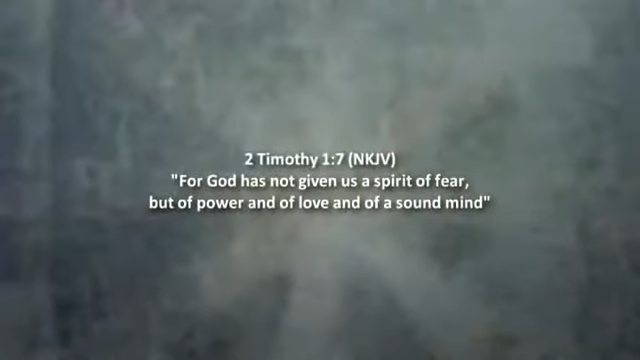 2 Timothy 1:7 (NKJV)
"For God has not given us a spirit of fear,
but of power and of love and of a sound mind"